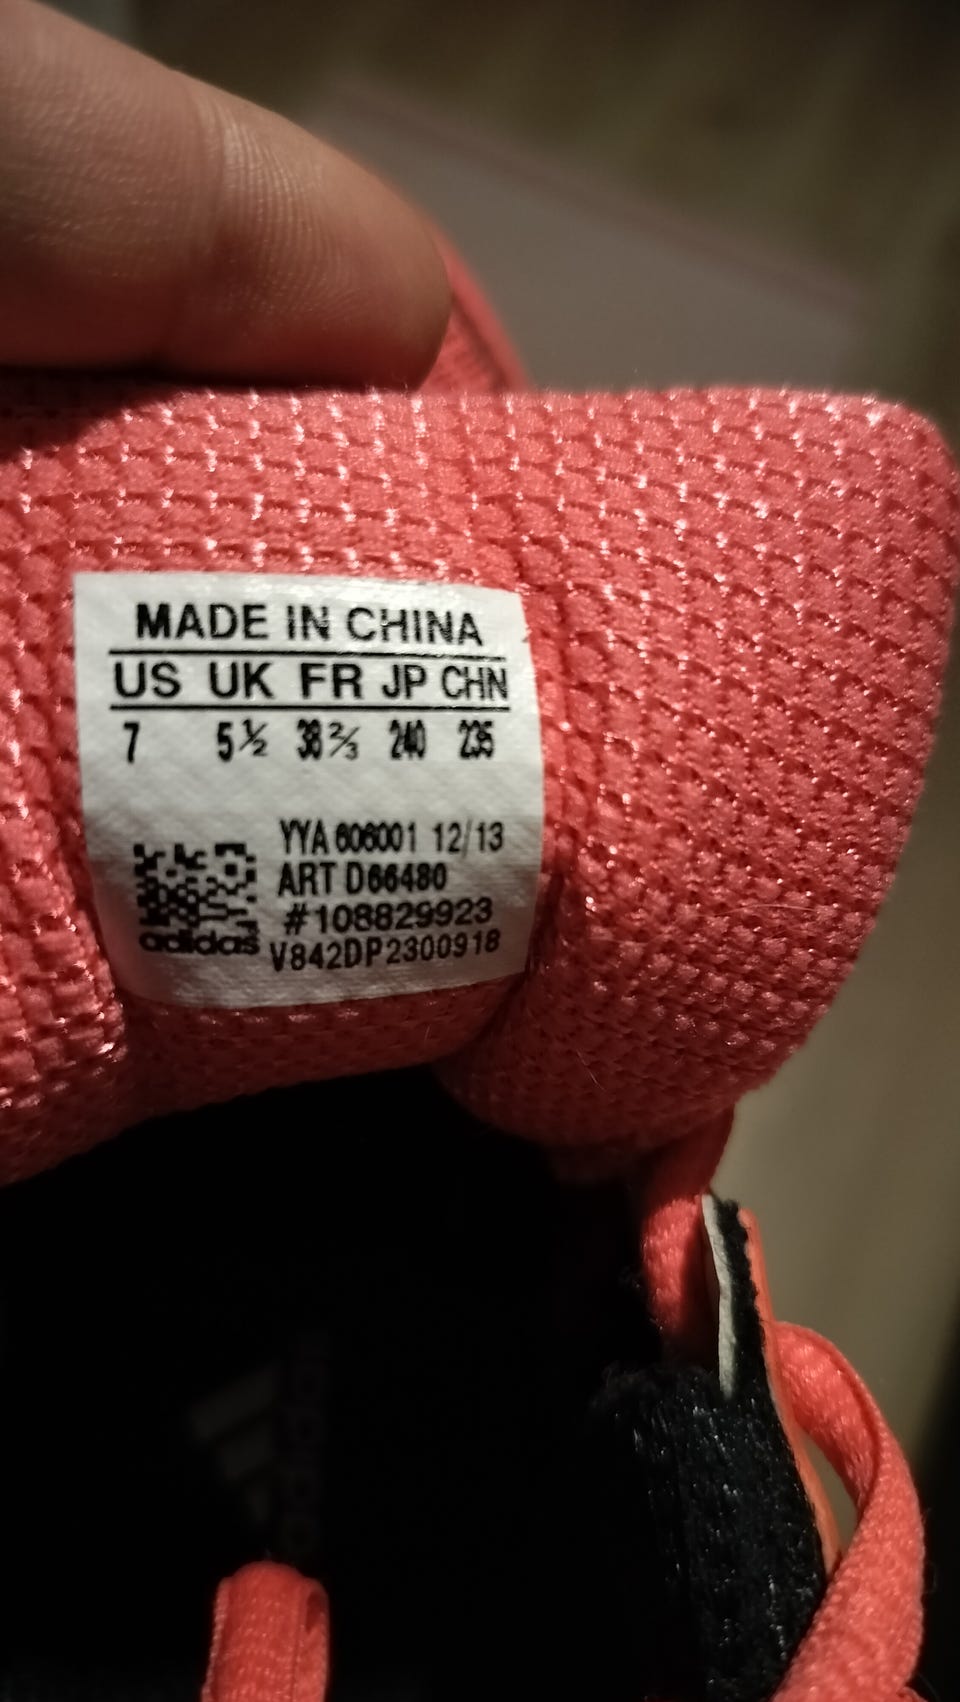 MADE IN CHINA
US UK FR JP CHN
7 5½ 38⅔ 240 235
YYA 606001 12/13
ART D66480
#108829923
V842DP2300918
adidas
adidas